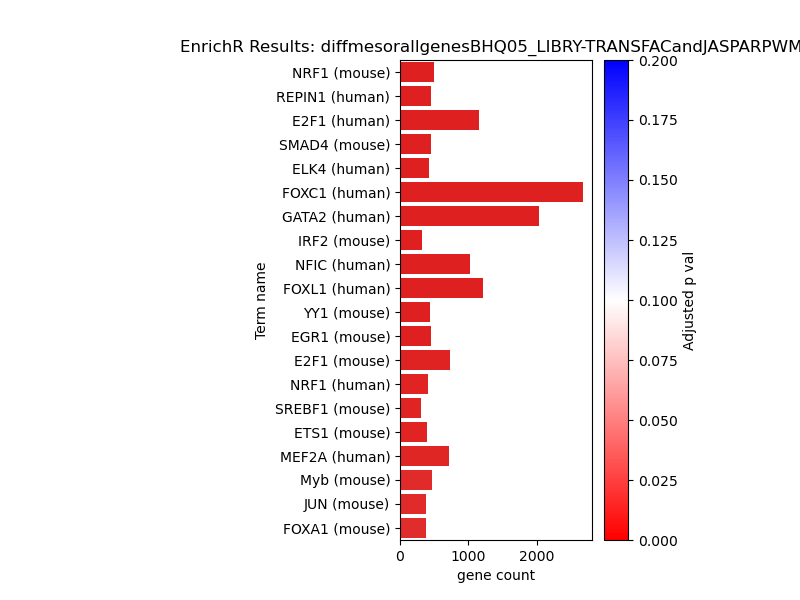 EnrichR Results: diffmesorallgenesBHQ05_LIBRY-TRANSFACandJASPARPWM
NRF1 (mouse)
REPIN1 (human)
E2F1 (human)
SMAD4 (mouse)
ELK4 (human)
FOXC1 (human)
GATA2 (human)
IRF2 (mouse)
NFIC (human)
FOXL1 (human)
YY1 (mouse)
EGR1 (mouse)
E2F1 (mouse)
NRF1 (human)
SREBF1 (mouse)
ETS1 (mouse)
MEF2A (human)
Myb (mouse)
JUN (mouse)
FOXA1 (mouse)
Term name
0 1000 2000
gene count
0.200
0.175
0.150
0.125
0.100
0.075
0.050
0.025
0.000
Adjusted p val